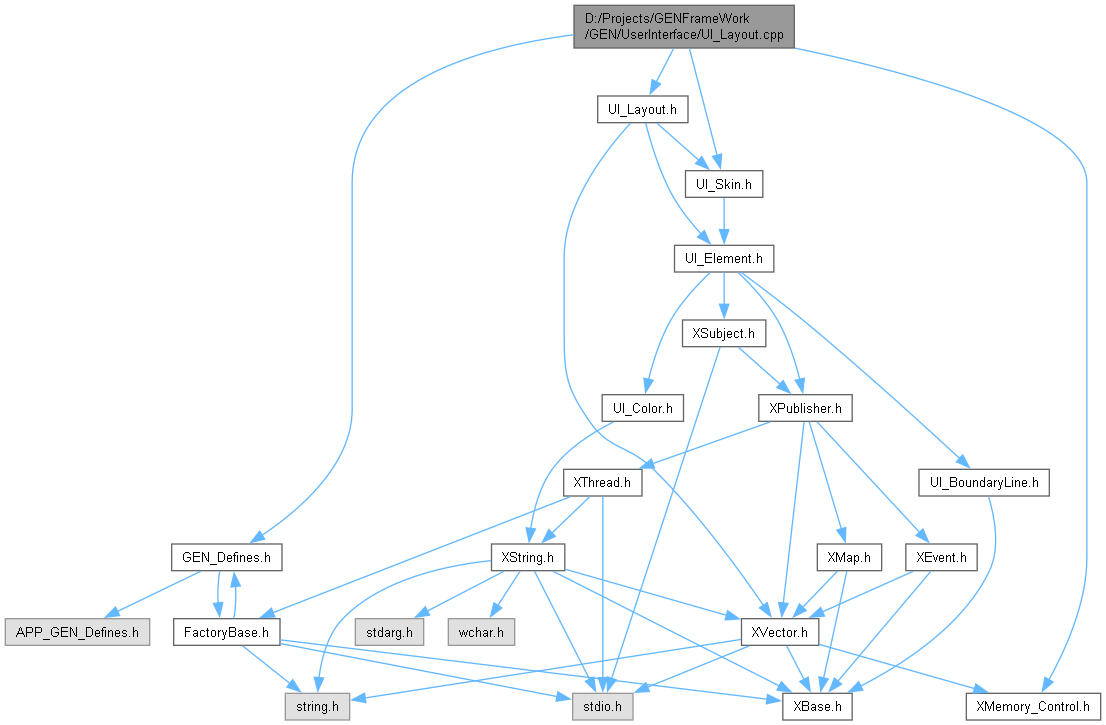 D:/Projects/GENFrameWork
/GEN/UserInterface/UI_Layout.cpp
UI_Layout.h
UI_Skin.h
UI_Element.h
XSubject.h
UI_Color.h
XPublisher.h
XThread.h
UI_BoundaryLine.h
GEN_Defines.h
XString.h
XMap.h
XEvent.h
APP_GEN_Defines.h
FactoryBase.h
stdarg.h
wchar.h
XVector.h
string.h
stdio.h
XBase.h
XMemory_Control.h